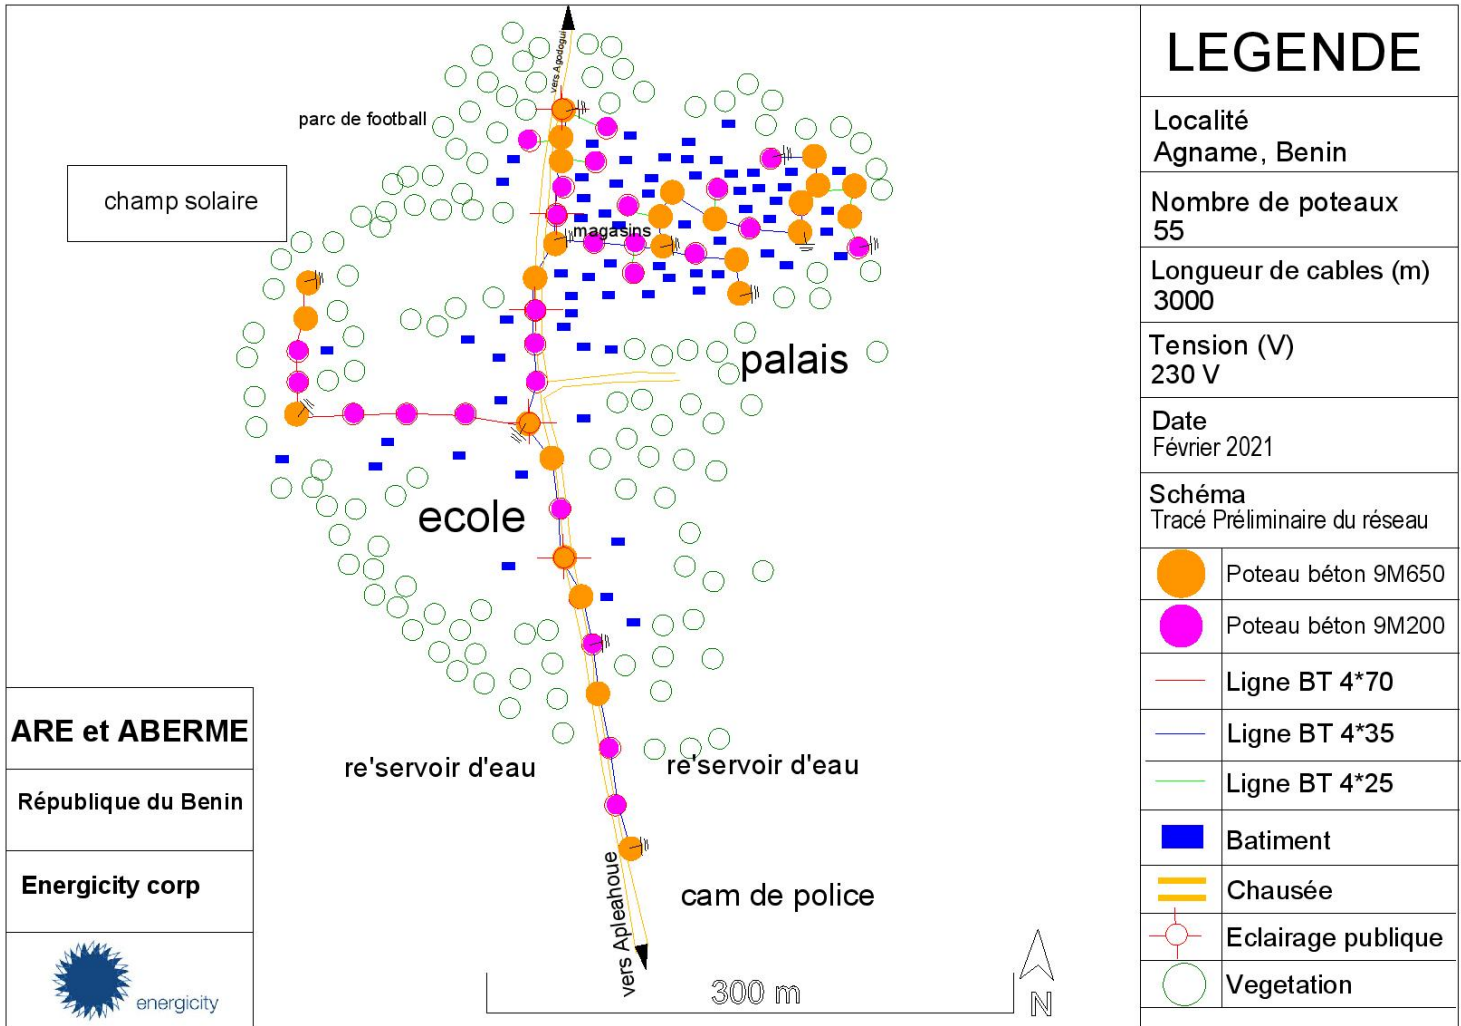 vers Agodogui
parc de football
champ solaire
magasins
palais
ecole
re'servoir d'eau
re'servoir d'eau
cam de police
vers Apleahoue
300 m
N
ARE et ABERME
République du Benin
Energicity corp
energicity
LEGENDE
Localité
Agname, Benin
Nombre de poteaux
55
Longueur de cables (m)
3000
Tension (V)
230 V
Date
Février 2021
Schéma
Tracé Préliminaire du réseau
Poteau béton 9M650
Poteau béton 9M200
Ligne BT 4*70
Ligne BT 4*35
Ligne BT 4*25
Batiment
Chausée
Eclairage publique
Vegetation